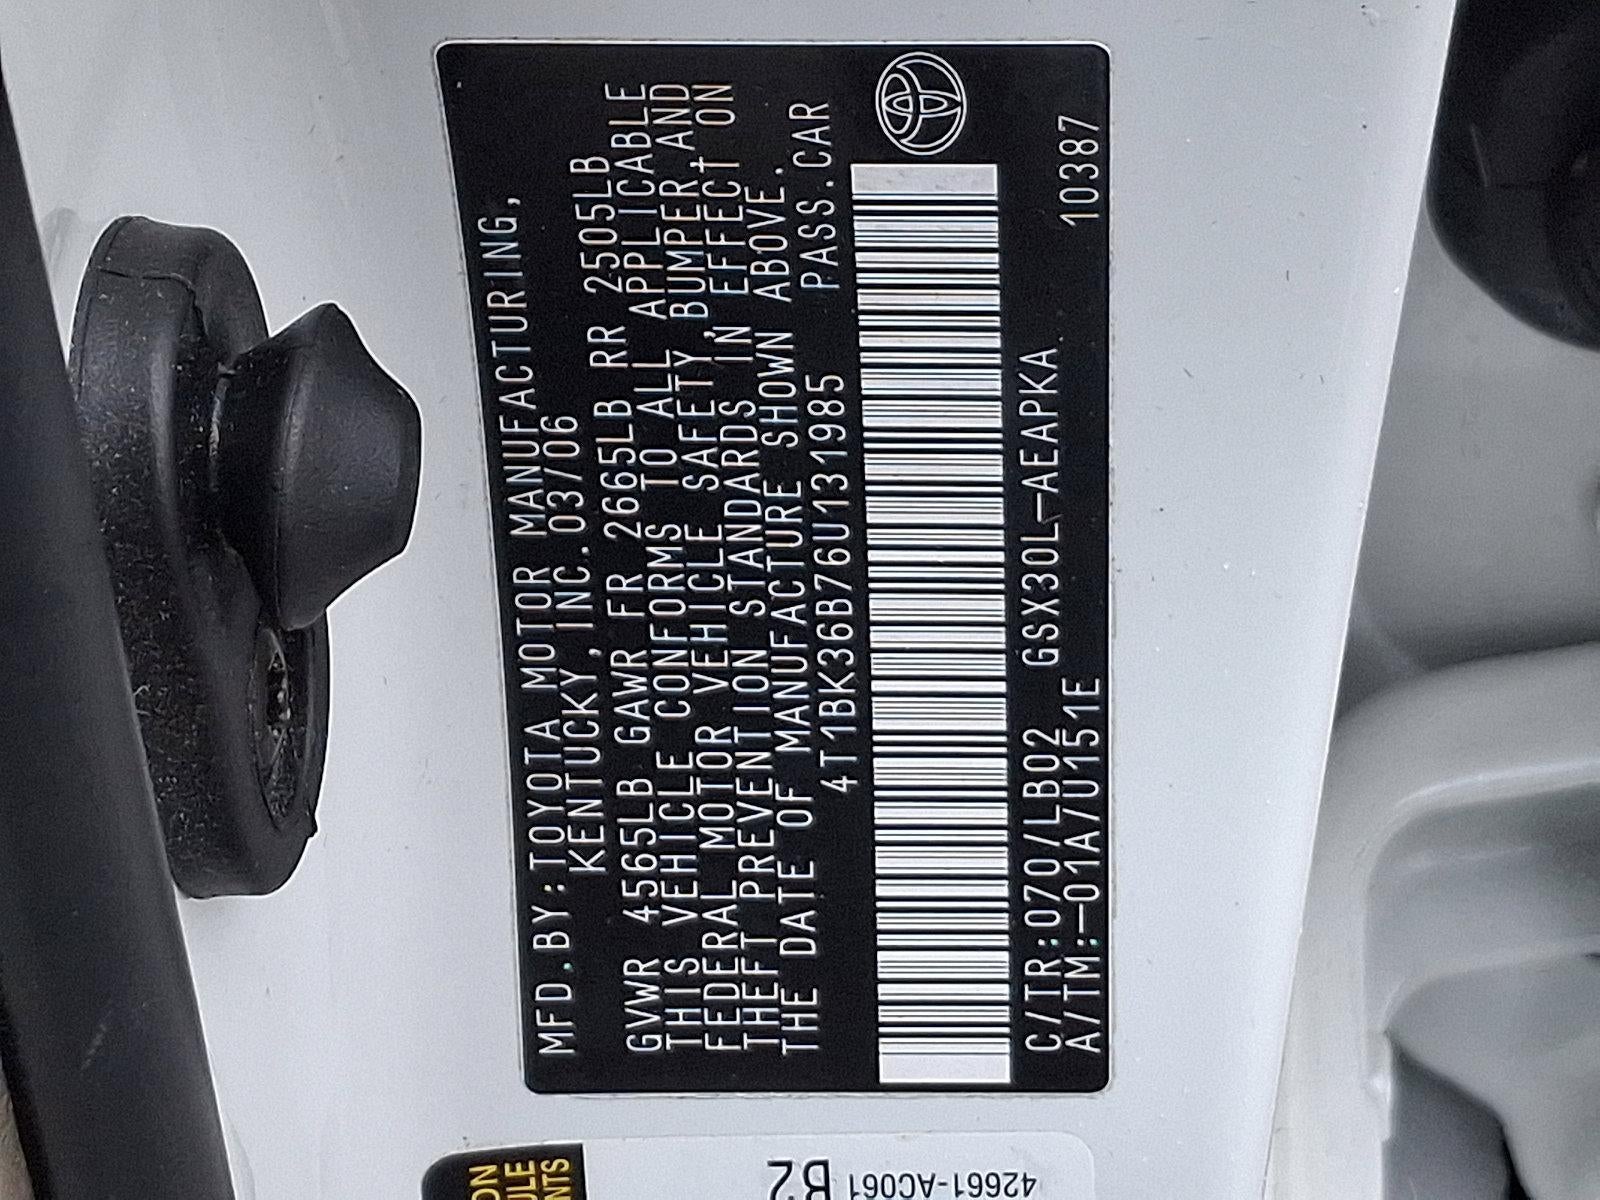 MFD.BY:TOYOTA MOTOR MANUFACTURING,
KENTUCKY, INC. 03/06
GVWR 4565LB GAWR FR 2665LB RR 2505LB
THIS VEHICLE CONFORMS TO ALL APPLICABLE
FEDERAL MOTOR VEHICLE SAFETY,BUMPER,AND
THEFT PREVENTION STANDARDS IN EFFECT ON
THE DATE OF MANUFACTURE SHOWN ABOVE.
4T1BK36B76U131985 PASS.CAR
C/TR:070/LB02 GSX30L-AEAPKA
A/TM:-01A/U151E 10387
42661-AC061
B2